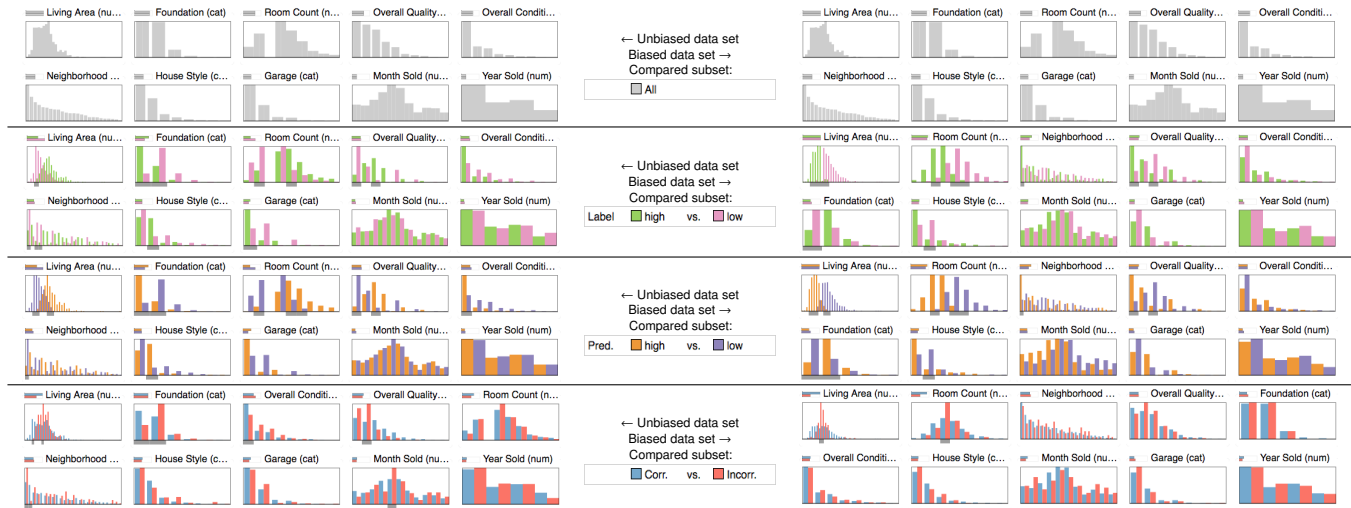 Living Area (nu... Foundation (cat) Room Count (n... Overall Quality... Overall Conditi...
Neighborhood ... House Style (c... Garage (cat) Month Sold (nu... Year Sold (num)
← Unbiased data set
Biased data set →
Compared subset:
All
Living Area (nu... Foundation (cat) Room Count (n... Overall Quality... Overall Conditi...
Neighborhood ... House Style (c... Garage (cat) Month Sold (nu... Year Sold (num)
Living Area (nu... Foundation (cat) Room Count (n... Overall Quality... Overall Conditi...
Neighborhood ... House Style (c... Garage (cat) Month Sold (nu... Year Sold (num)
← Unbiased data set
Biased data set →
Compared subset:
Label high vs. low
Living Area (nu... Room Count (n... Neighborhood ... Overall Quality... Overall Conditi...
Foundation (cat) House Style (c... Garage (cat) Month Sold (nu... Year Sold (num)
Living Area (nu... Foundation (cat) Room Count (n... Overall Quality... Overall Conditi...
Neighborhood ... House Style (c... Garage (cat) Month Sold (nu... Year Sold (num)
← Unbiased data set
Biased data set →
Compared subset:
Pred. high vs. low
Living Area (nu... Room Count (n... Neighborhood ... Overall Quality... Overall Conditi...
Foundation (cat) House Style (c... Month Sold (nu... Garage (cat) Year Sold (num)
Living Area (nu... Foundation (cat) Overall Conditi... Overall Quality... Room Count (n...
Neighborhood ... House Style (c... Garage (cat) Month Sold (nu... Year Sold (num)
← Unbiased data set
Biased data set →
Compared subset:
Corr. vs. Incorr.
Living Area (nu... Room Count (n... Neighborhood ... Overall Quality... Foundation (cat)
Overall Conditi... House Style (c... Month Sold (nu... Garage (cat) Year Sold (num)